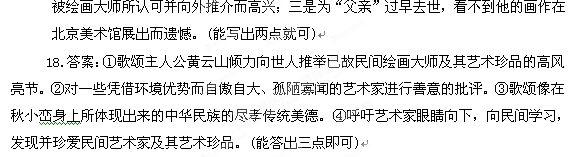 被绘画大师所认可并向外推介而高兴；三是为“父亲”过早去世，看不到他的画作在
北京美术馆展出而遗憾。(能写出两点就可)
18.答案：①歌颂主人公黄云山倾力向世人推举已故民间绘画大师及其艺术珍品的高风
亮节。②对一些凭借环境优势而自傲自大、孤陋寡闻的艺术家进行善意的批评。③歌颂像在
秋小蛮身上所体现出来的中华民族的尽孝传统美德。④呼吁艺术家眼睛向下，向民间学习，
发现并珍爱民间艺术家及其艺术珍品。(能答出三点即可)